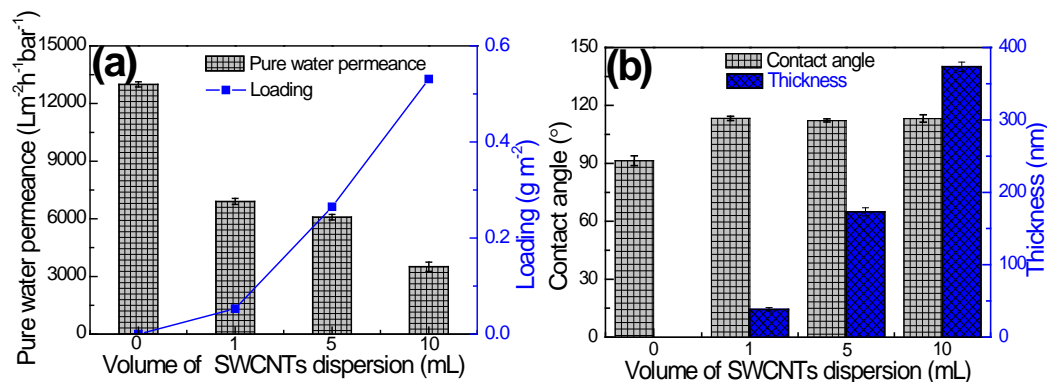 (a)
Pure water permeance (Lm⁻²h⁻¹bar⁻¹)
15000
12000
9000
6000
3000
0
Pure water permeance
Loading
0.6
0.4
0.2
0.0
Loading (g m⁻²)
0 1 5 10
Volume of SWCNTs dispersion (mL)
(b)
Contact angle (°)
150
120
90
60
30
0
Contact angle
Thickness
400
300
200
100
0
Thickness (nm)
0 1 5 10
Volume of SWCNTs dispersion (mL)